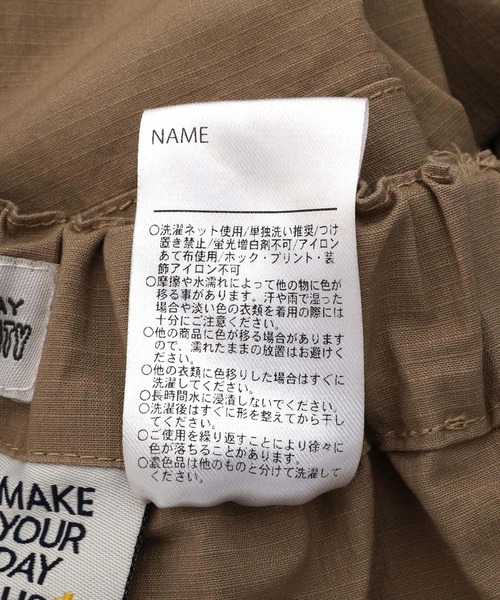 NAME
○洗濯ネット使用/単独洗い推奨/つけ
置き禁止/蛍光増白剤不可/アイロン
あて布使用/ホック・プリント・装
飾アイロン不可
○摩擦や水濡れによって他の物に色が
移る事があります。汗や雨で湿った
場合や淡い色の衣類を着用の際には
十分にご注意ください。
○他の商品に色が移る場合があります
ので、濡れたままの放置はお避けく
ださい。
○他の衣類に色移りした場合はすぐに
洗濯してください。
○長時間水に浸漬しないでください。
○洗濯後はすぐに形を整えてから干し
てください。
○ご使用を繰り返すことにより徐々に
色が落ちることがあります。
○濃色品は他のものと分けて洗濯して
ください。
AY
MAKE
YOUR
DAY